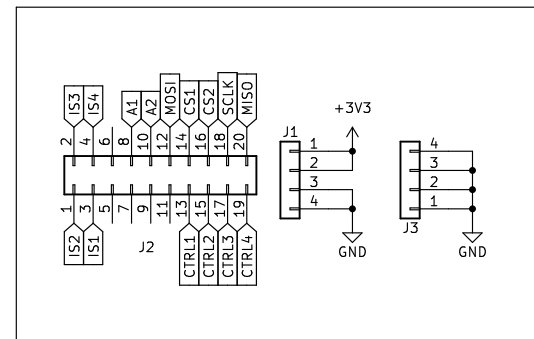 IS3
IS4
A1
A2
MOSI
CS1
CS2
SCLK
MISO
2
4
6
8
10
12
14
16
18
20
1
3
5
7
9
11
13
15
17
19
IS2
IS1
J2
CTRL1
CTRL2
CTRL3
CTRL4
+3V3
J1
1
2
3
4
GND
4
3
2
1
J3
GND